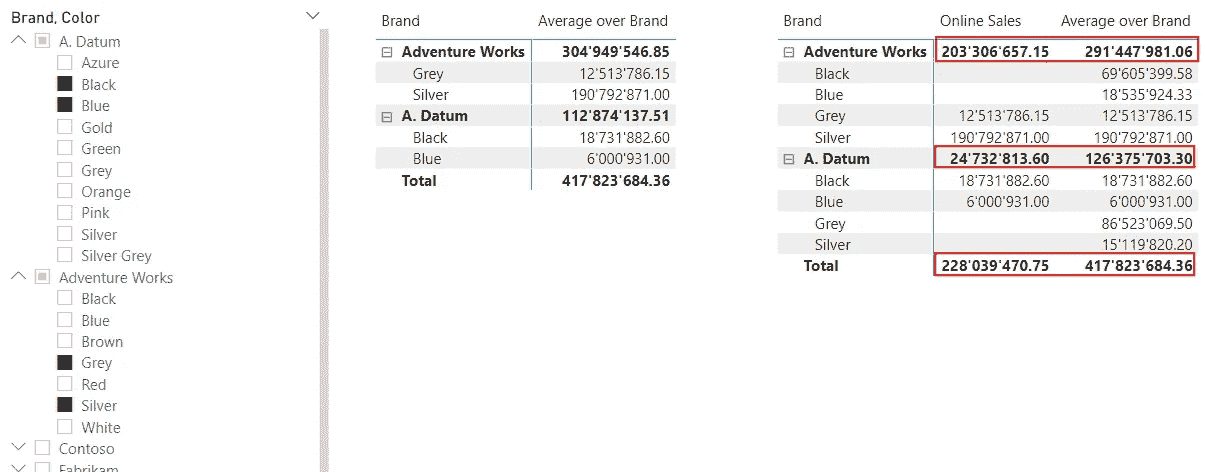 Brand, Color
A. Datum
Azure
Black
Blue
Gold
Green
Grey
Orange
Pink
Silver
Silver Grey
Adventure Works
Black
Blue
Brown
Grey
Red
Silver
White
Contoso
Fabrikam
Brand Average over Brand
Adventure Works 304'949'546.85
Grey 12'513'786.15
Silver 190'792'871.00
A. Datum 112'874'137.51
Black 18'731'882.60
Blue 6'000'931.00
Total 417'823'684.36
Brand Online Sales Average over Brand
Adventure Works 203'306'657.15 291'447'981.06
Black 69'605'399.58
Blue 18'535'924.33
Grey 12'513'786.15 12'513'786.15
Silver 190'792'871.00 190'792'871.00
A. Datum 24'732'813.60 126'375'703.30
Black 18'731'882.60 18'731'882.60
Blue 6'000'931.00 6'000'931.00
Grey 86'523'069.50
Silver 15'119'820.20
Total 228'039'470.75 417'823'684.36